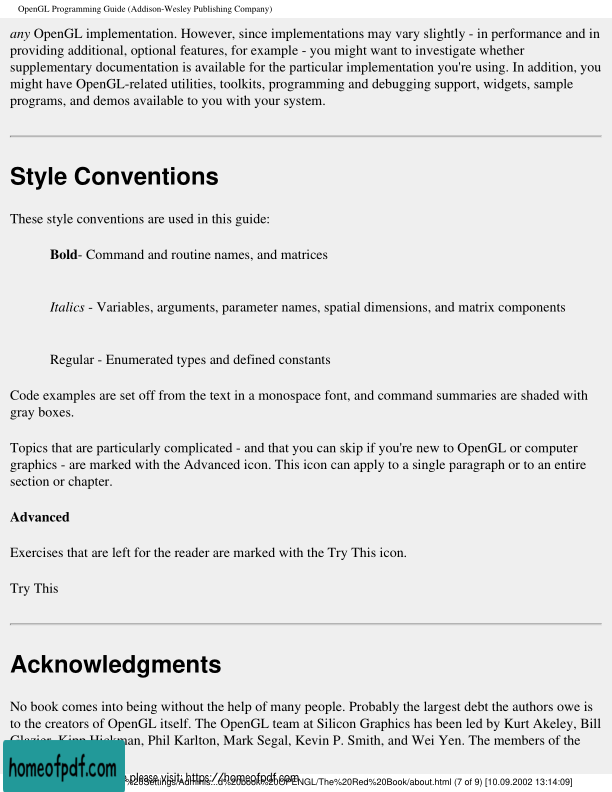 OpenGL Programming Guide (Addison-Wesley Publishing Company)
any OpenGL implementation. However, since implementations may vary slightly - in performance and in
providing additional, optional features, for example - you might want to investigate whether
supplementary documentation is available for the particular implementation you're using. In addition, you
might have OpenGL-related utilities, toolkits, programming and debugging support, widgets, sample
programs, and demos available to you with your system.
Style Conventions
These style conventions are used in this guide:
Bold- Command and routine names, and matrices
Italics - Variables, arguments, parameter names, spatial dimensions, and matrix components
Regular - Enumerated types and defined constants
Code examples are set off from the text in a monospace font, and command summaries are shaded with
gray boxes.
Topics that are particularly complicated - and that you can skip if you're new to OpenGL or computer
graphics - are marked with the Advanced icon. This icon can apply to a single paragraph or to an entire
section or chapter.
Advanced
Exercises that are left for the reader are marked with the Try This icon.
Try This
Acknowledgments
No book comes into being without the help of many people. Probably the largest debt the authors owe is
to the creators of OpenGL itself. The OpenGL team at Silicon Graphics has been led by Kurt Akeley, Bill
Glazier, Kipp Hickman, Phil Karlton, Mark Segal, Kevin P. Smith, and Wei Yen. The members of the
homeofpdf.com
please visit: https://homeofpdf.com
%20Settings/Adminis...d%20book%20OPENGL/The%20Red%20Book/about.html (7 of 9) [10.09.2002 13:14:09]